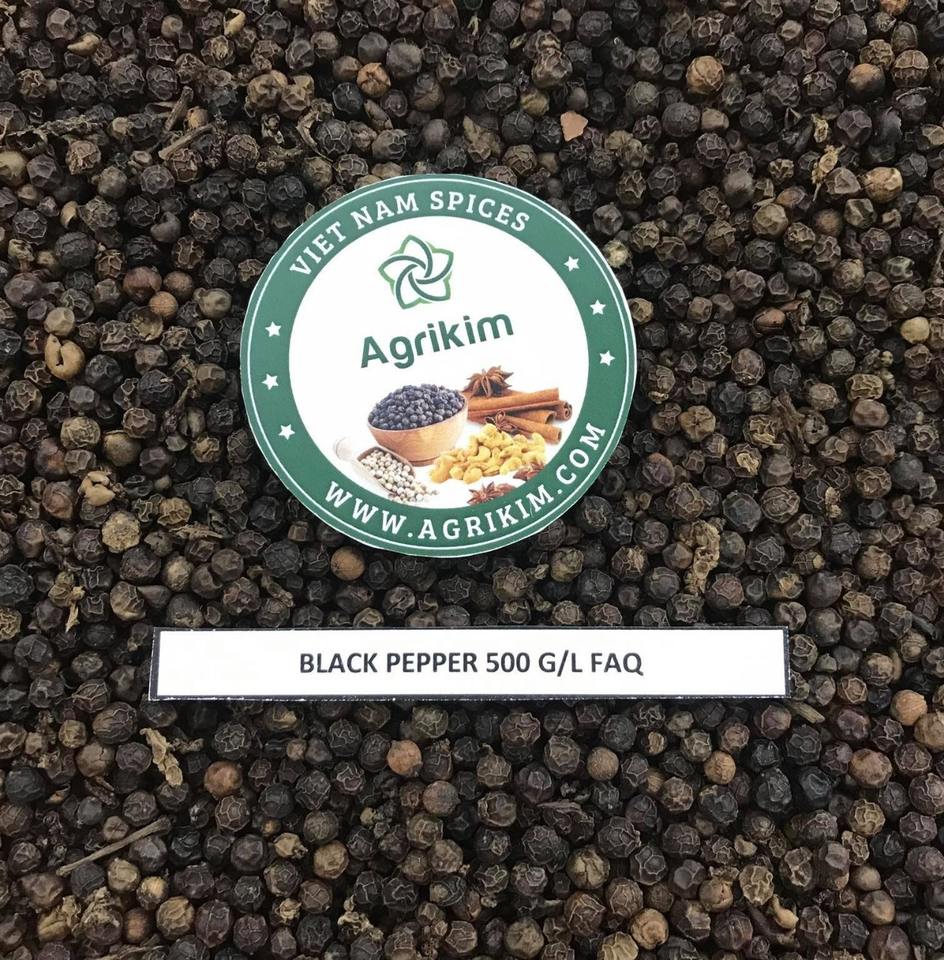 VIET NAM SPICES
Agrikim
WWW.AGRIKIM.COM
BLACK PEPPER 500 G/L FAQ